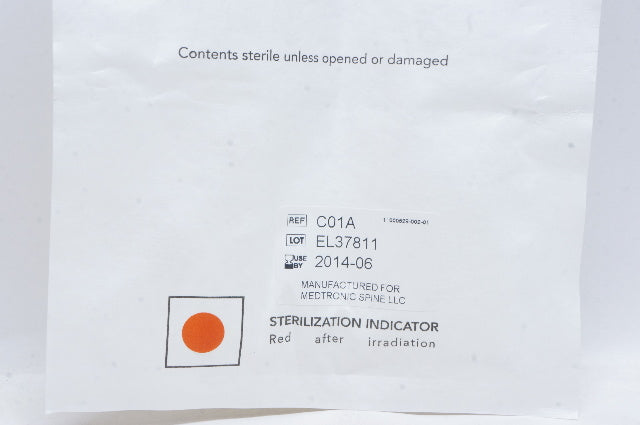 Contents sterile unless opened or damaged
REF C01A
LOT EL37811
USE BY 2014-06
MANUFACTURED FOR
MEDTRONIC SPINE LLC
STERILIZATION INDICATOR
Red after irradiation